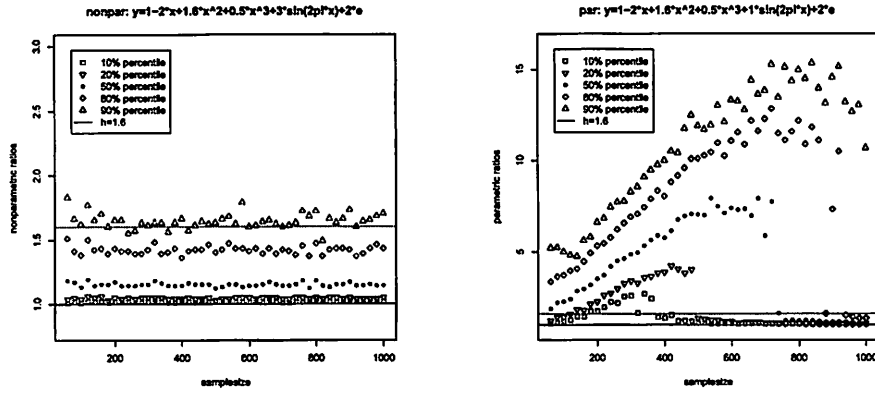 nonpar: y=1-2*x+1.6*x^2+0.5*x^3+3*sin(2pi*x)+2*e
nonparametric ratios
3.0
2.5
2.0
1.5
1.0
10% percentile
20% percentile
50% percentile
80% percentile
90% percentile
h=1.6
200
400
600
800
1000
samplesize
par: y=1-2*x+1.6*x^2+0.5*x^3+1*sin(2pi*x)+2*e
parametric ratios
15
10
5
10% percentile
20% percentile
50% percentile
80% percentile
90% percentile
h=1.6
200
400
600
800
1000
samplesize